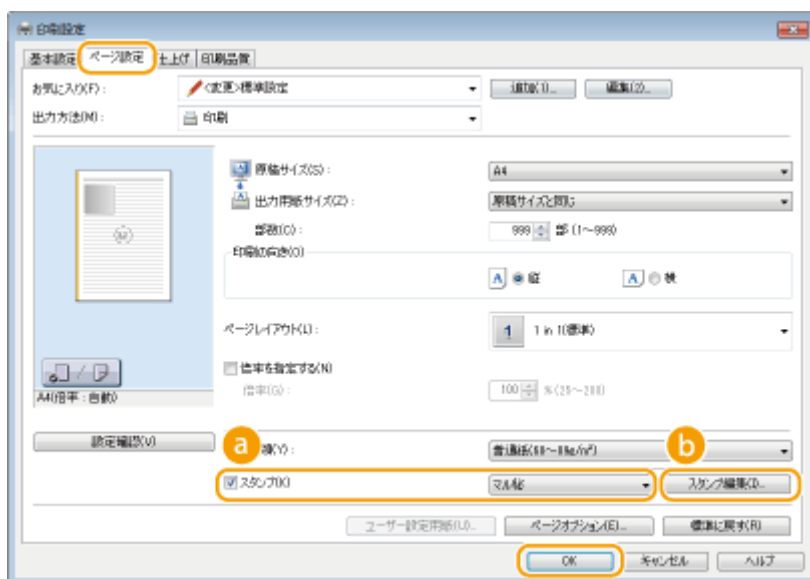 印刷設定
基本設定 ページ設定 仕上げ 印刷品質
お気に入り(F): <変更>標準設定 追加(1)... 編集(2)...
出力方法(M): 印刷
原稿サイズ(S): A4
出力用紙サイズ(Z): 原稿サイズと同じ
部数(C): 999 部 (1~999)
印刷の向き(O)
A 縦 A 横
ページレイアウト(L): 1 1 in 1(標準)
倍率を指定する(N)
倍率(G): 100 % (25~200)
A4(倍率:自動)
設定確認(V) a (Y): b
スタンプ(K) マル秘 スタンプ編集(I)...
ユーザー設定用紙(U)... ページオプション(E)... 標準に戻す(R)
OK キャンセル ヘルプ